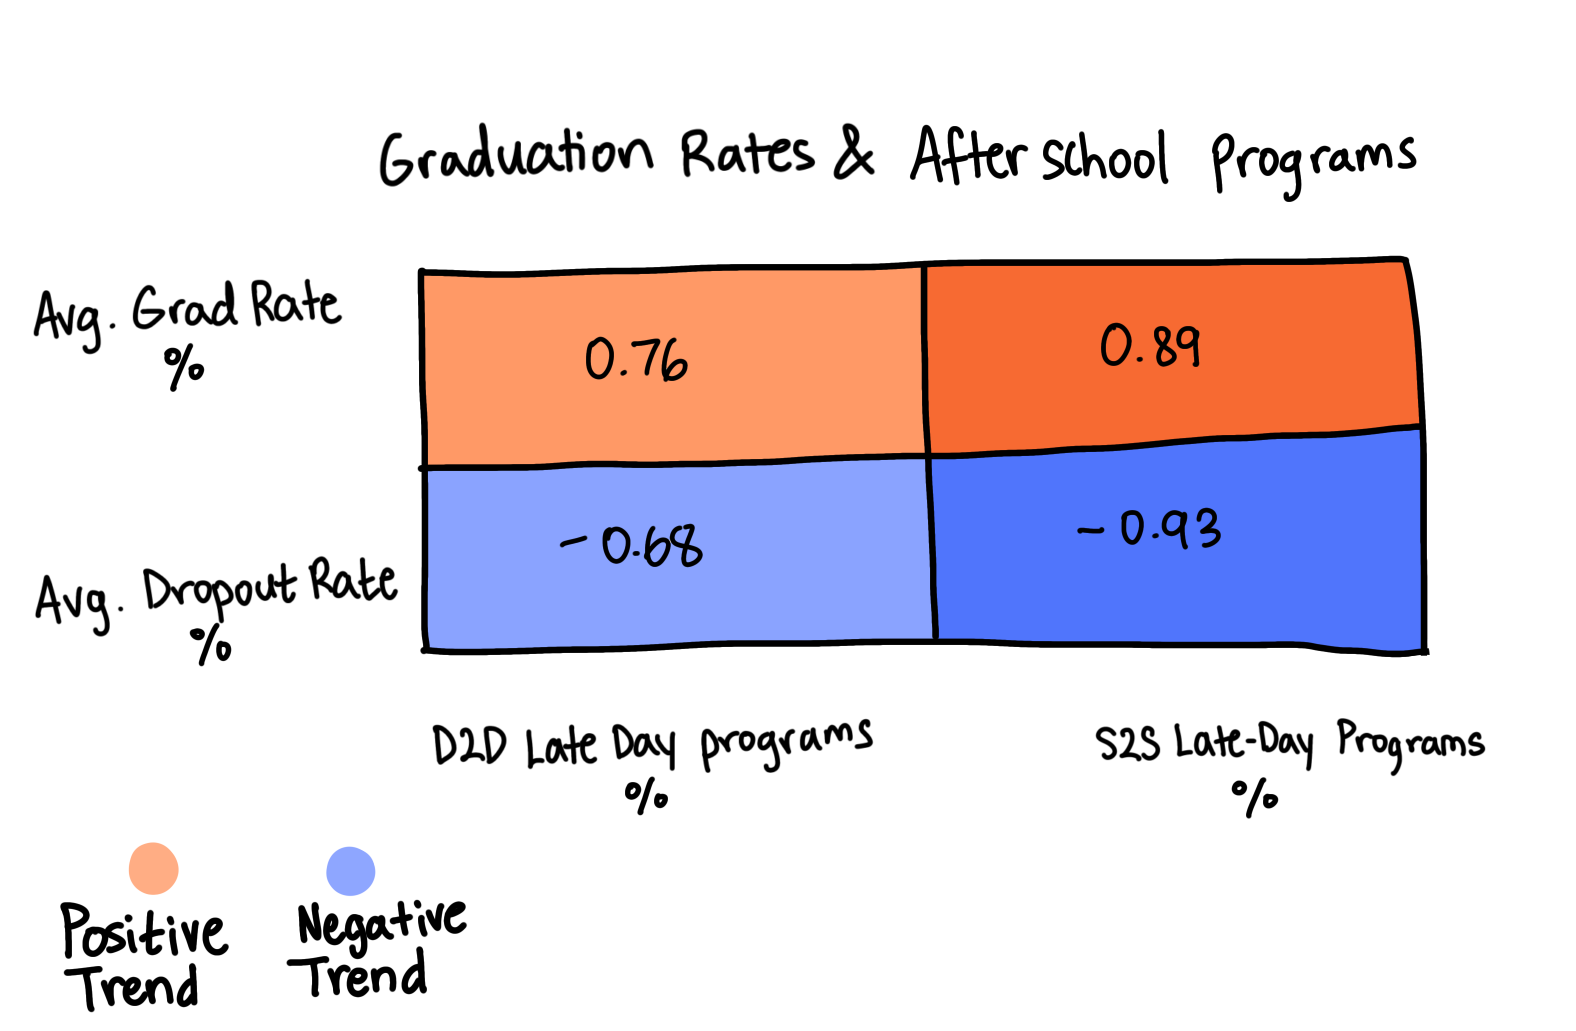 Graduation Rates & After school Programs
Avg. Grad Rate
%
0.76
0.89
Avg. Dropout Rate
%
-0.68
-0.93
D2D Late Day programs
%
S2S Late-Day Programs
%
Positive
Trend
Negative
Trend